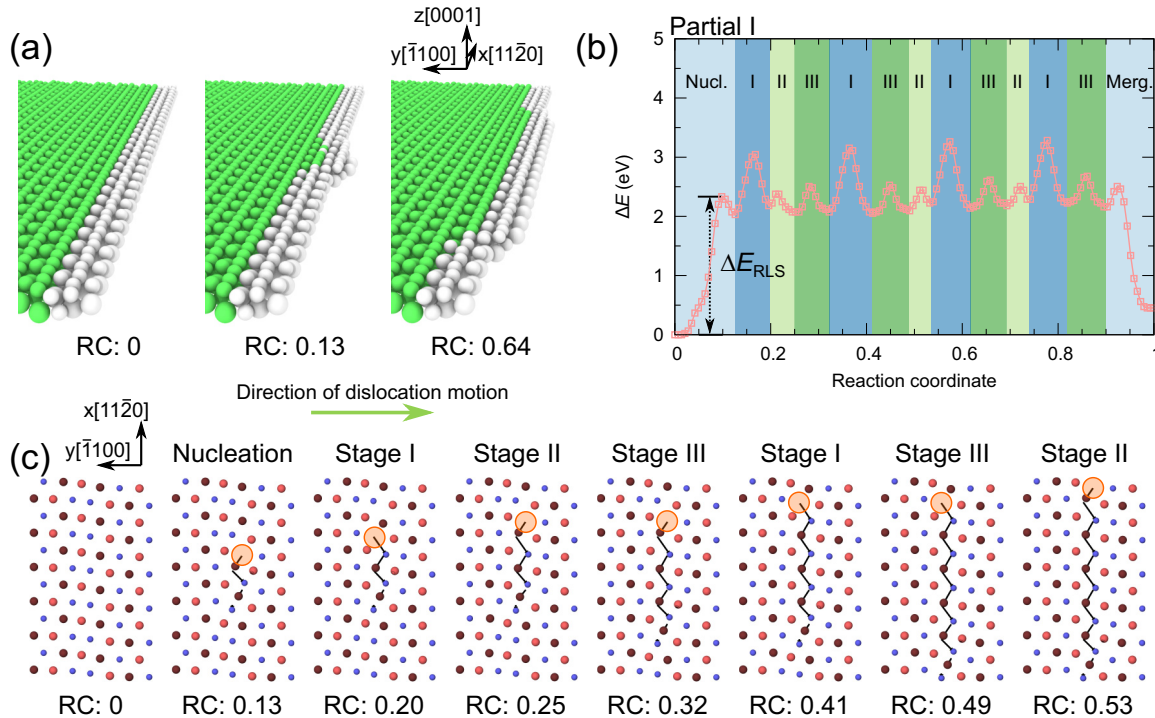 (a)
z[0001]
y[1̄100]
x[112̄0]
RC: 0
RC: 0.13
RC: 0.64
(b)
Partial I
Nucl. I II III I III II I III II I III Merg.
5
4
3
2
1
0
ΔE (eV)
ΔE_RLS
0 0.2 0.4 0.6 0.8 1
Reaction coordinate
Direction of dislocation motion
(c)
x[112̄0]
y[1̄100]
Nucleation Stage I Stage II Stage III Stage I Stage III Stage II
RC: 0 RC: 0.13 RC: 0.20 RC: 0.25 RC: 0.32 RC: 0.41 RC: 0.49 RC: 0.53